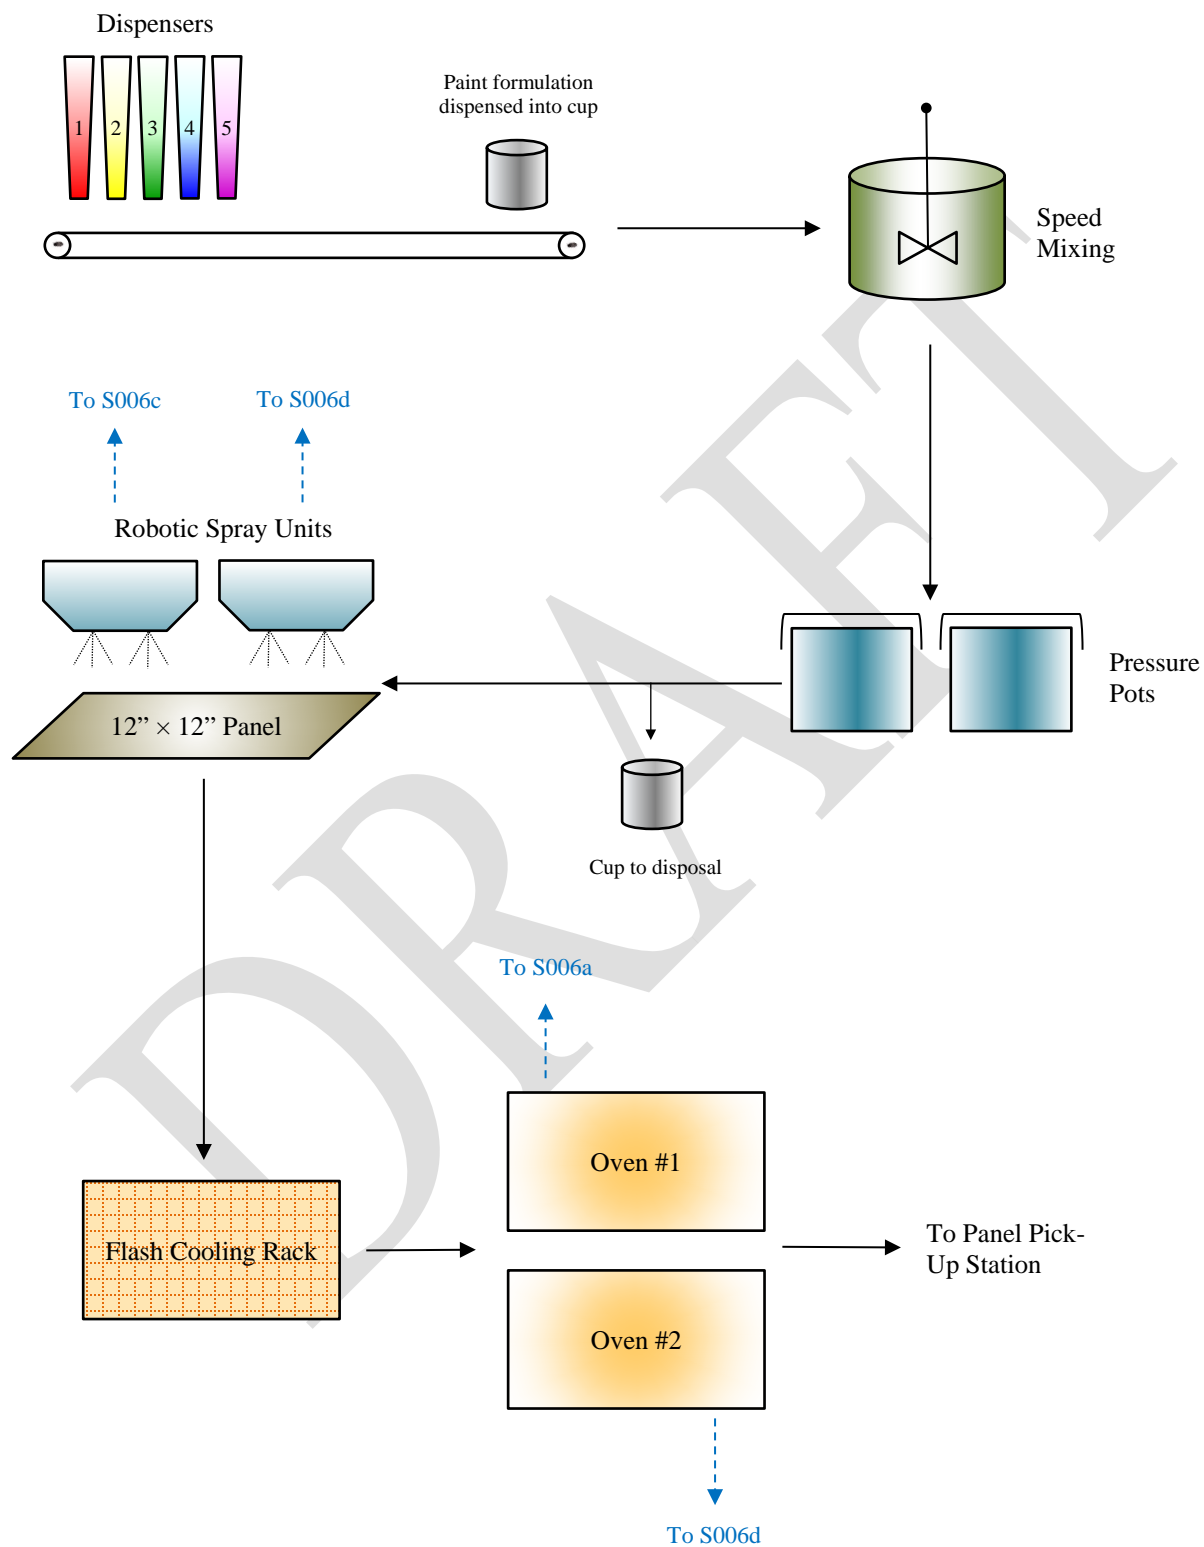 Dispensers
1 2 3 4 5
Paint formulation
dispensed into cup
Speed
Mixing
To S006c
To S006d
Robotic Spray Units
12” × 12” Panel
Pressure
Pots
Cup to disposal
To S006a
Oven #1
Flash Cooling Rack
To Panel Pick-
Up Station
Oven #2
To S006d
DRAFT